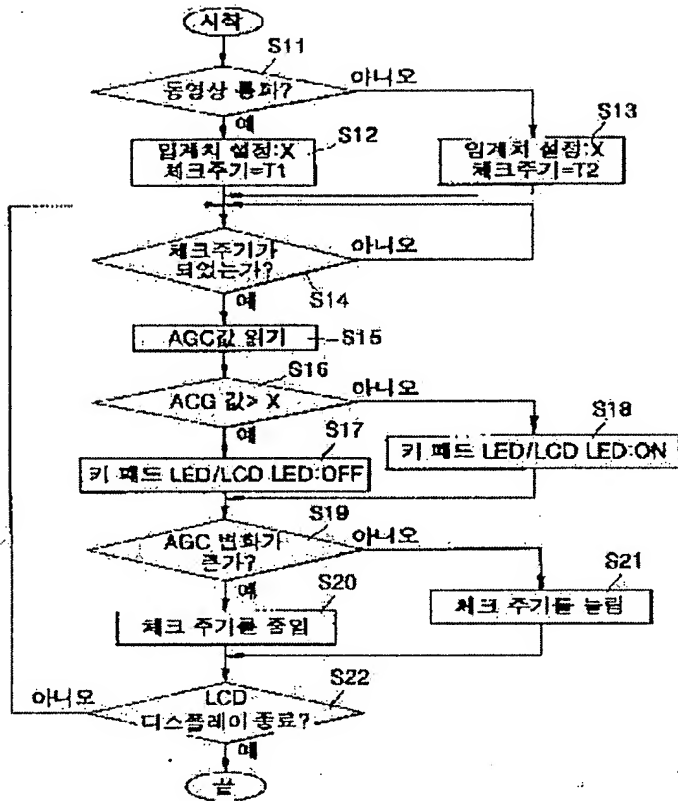 시작
S11
동영상 통화?
아니오
예
S12
임계치 설정:X
체크주기=T1
S13
임계치 설정:X
체크주기=T2
체크주기가
되었는가?
아니오
S14
예
AGC값 읽기
S15
S16
ACG 값> X
아니오
예
S17
키 패드 LED/LCD LED:OFF
S18
키 패드 LED/LCD LED:ON
S19
AGC 변화가
큰가?
아니오
예
S20
체크 주기를 줄임
S21
체크 주기를 늘림
아니오
S22
LCD
디스플레이 종료?
예
끝